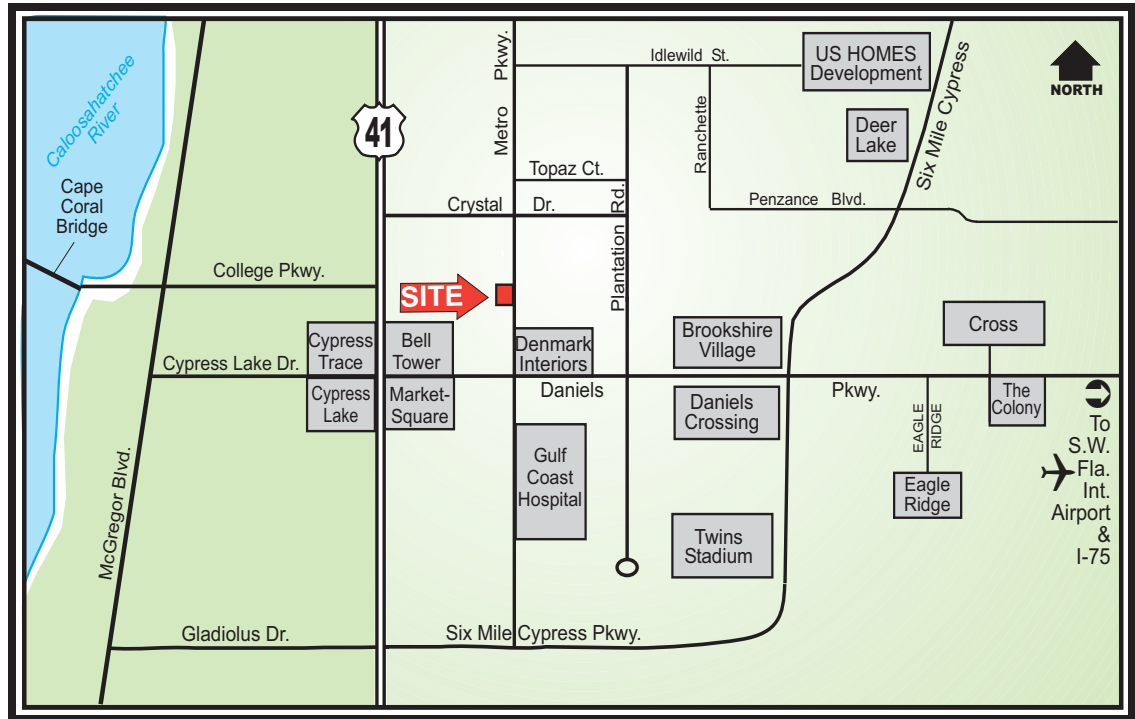 Idlewild St.
US HOMES
Development
NORTH
Metro Pkwy.
Caloosahatchee
River
41
Ranchette
Deer
Lake
Six Mile Cypress
Cape
Coral
Bridge
Topaz Ct.
Crystal Dr.
Plantation Rd.
Penzance Blvd.
College Pkwy.
SITE
Cypress
Trace
Bell
Tower
Denmark
Interiors
Brookshire
Village
Cross
Cypress Lake Dr.
Daniels Pkwy.
Cypress
Lake
Market-
Square
Daniels
Crossing
EAGLE
RIDGE
The
Colony
To
S.W.
Fla.
Int.
Airport
&
I-75
Gulf
Coast
Hospital
Eagle
Ridge
McGregor Blvd.
Twins
Stadium
Gladiolus Dr.
Six Mile Cypress Pkwy.